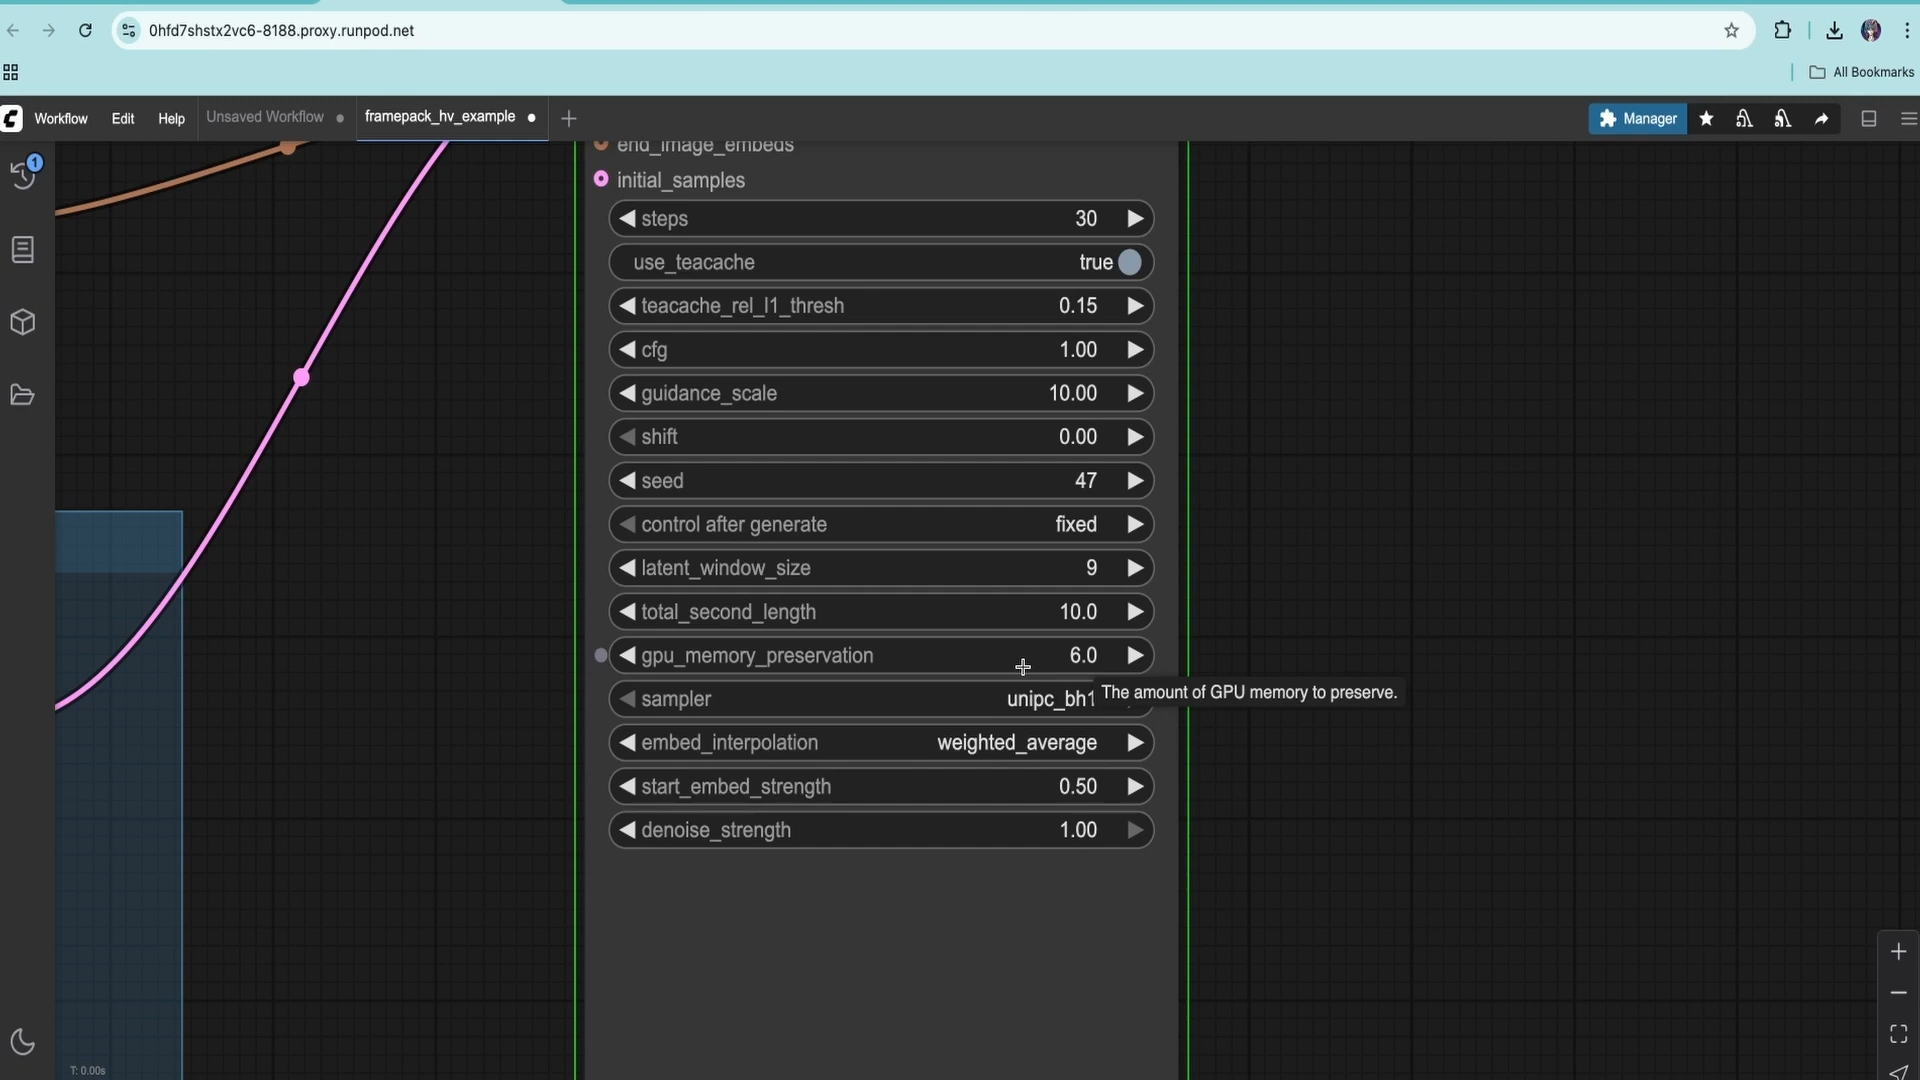 0hfd7shstx2vc6-8188.proxy.runpod.net
All Bookmarks
Workflow Edit Help Unsaved Workflow framepack_hv_example Manager
1
end_image_embeds
initial_samples
steps 30
use_teacache true
teacache_rel_l1_thresh 0.15
cfg 1.00
guidance_scale 10.00
shift 0.00
seed 47
control after generate fixed
latent_window_size 9
total_second_length 10.0
gpu_memory_preservation 6.0
sampler unipc_bh1
The amount of GPU memory to preserve.
embed_interpolation weighted_average
start_embed_strength 0.50
denoise_strength 1.00
T: 0.00s